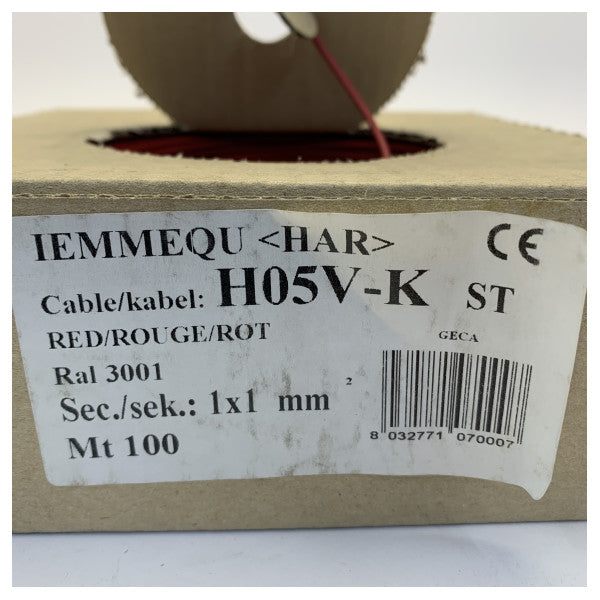 IEMMEQU <HAR> CE
Cable/kabel: H05V-K ST
RED/ROUGE/ROT GECA
Ral 3001
Sec./sek.: 1x1 mm ²
Mt 100
8 032771 070007